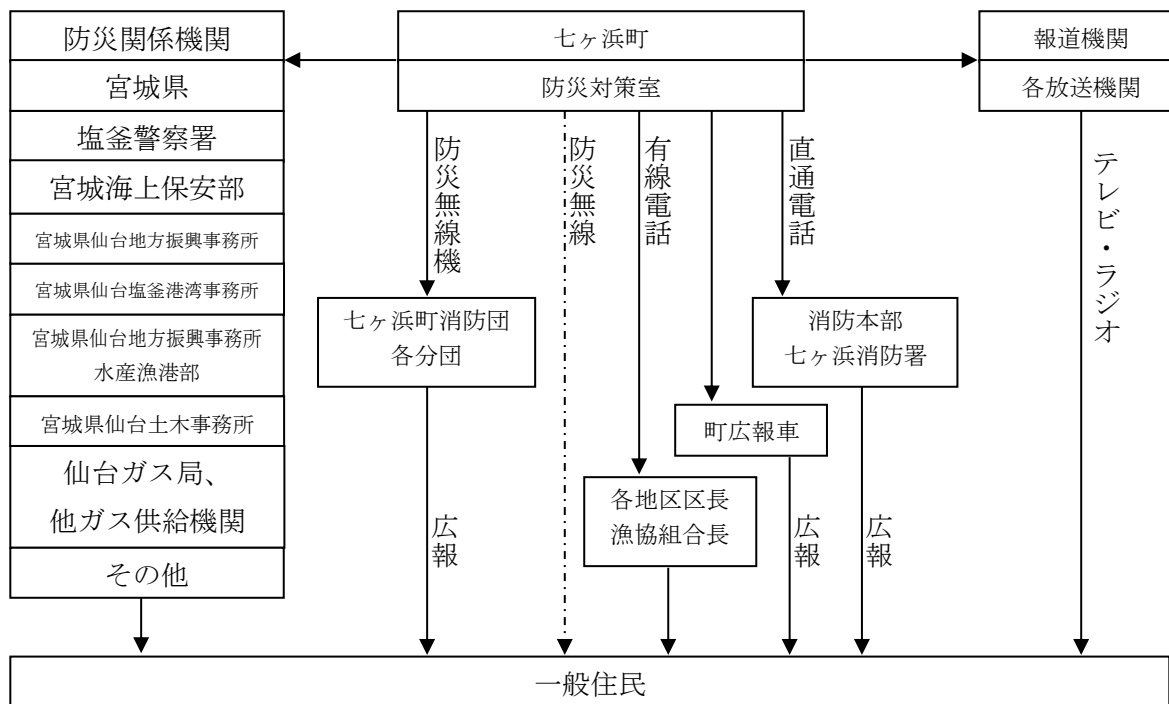 防災関係機関
宮城県
塩釜警察署
宮城海上保安部
宮城県仙台地方振興事務所
宮城県仙台塩釜港湾事務所
宮城県仙台地方振興事務所
水産漁港部
宮城県仙台土木事務所
仙台ガス局、
他ガス供給機関
その他
七ヶ浜町
防災対策室
報道機関
各放送機関
防災無線機
防災無線
有線電話
直通電話
テレビ・ラジオ
七ヶ浜町消防団
各分団
消防本部
七ヶ浜消防署
町広報車
各地区区長
漁協組合長
広報
広報
広報
一般住民